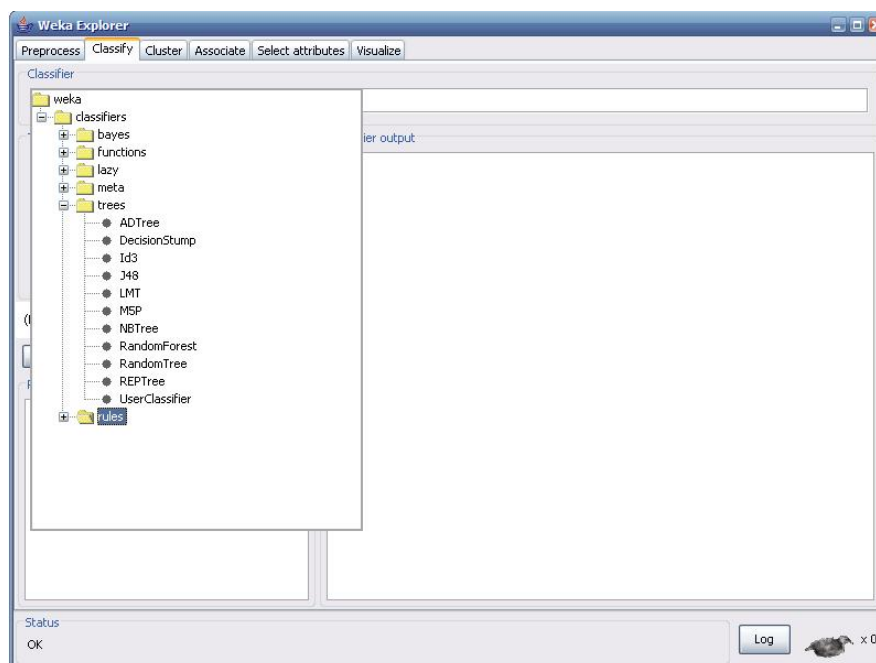 Weka Explorer
Preprocess Classify Cluster Associate Select attributes Visualize
Classifier
weka
classifiers
bayes
functions
lazy
meta
trees
ADTree
DecisionStump
Id3
J48
LMT
M5P
NBTree
RandomForest
RandomTree
REPTree
UserClassifier
rules
output
Status
OK
Log
x 0